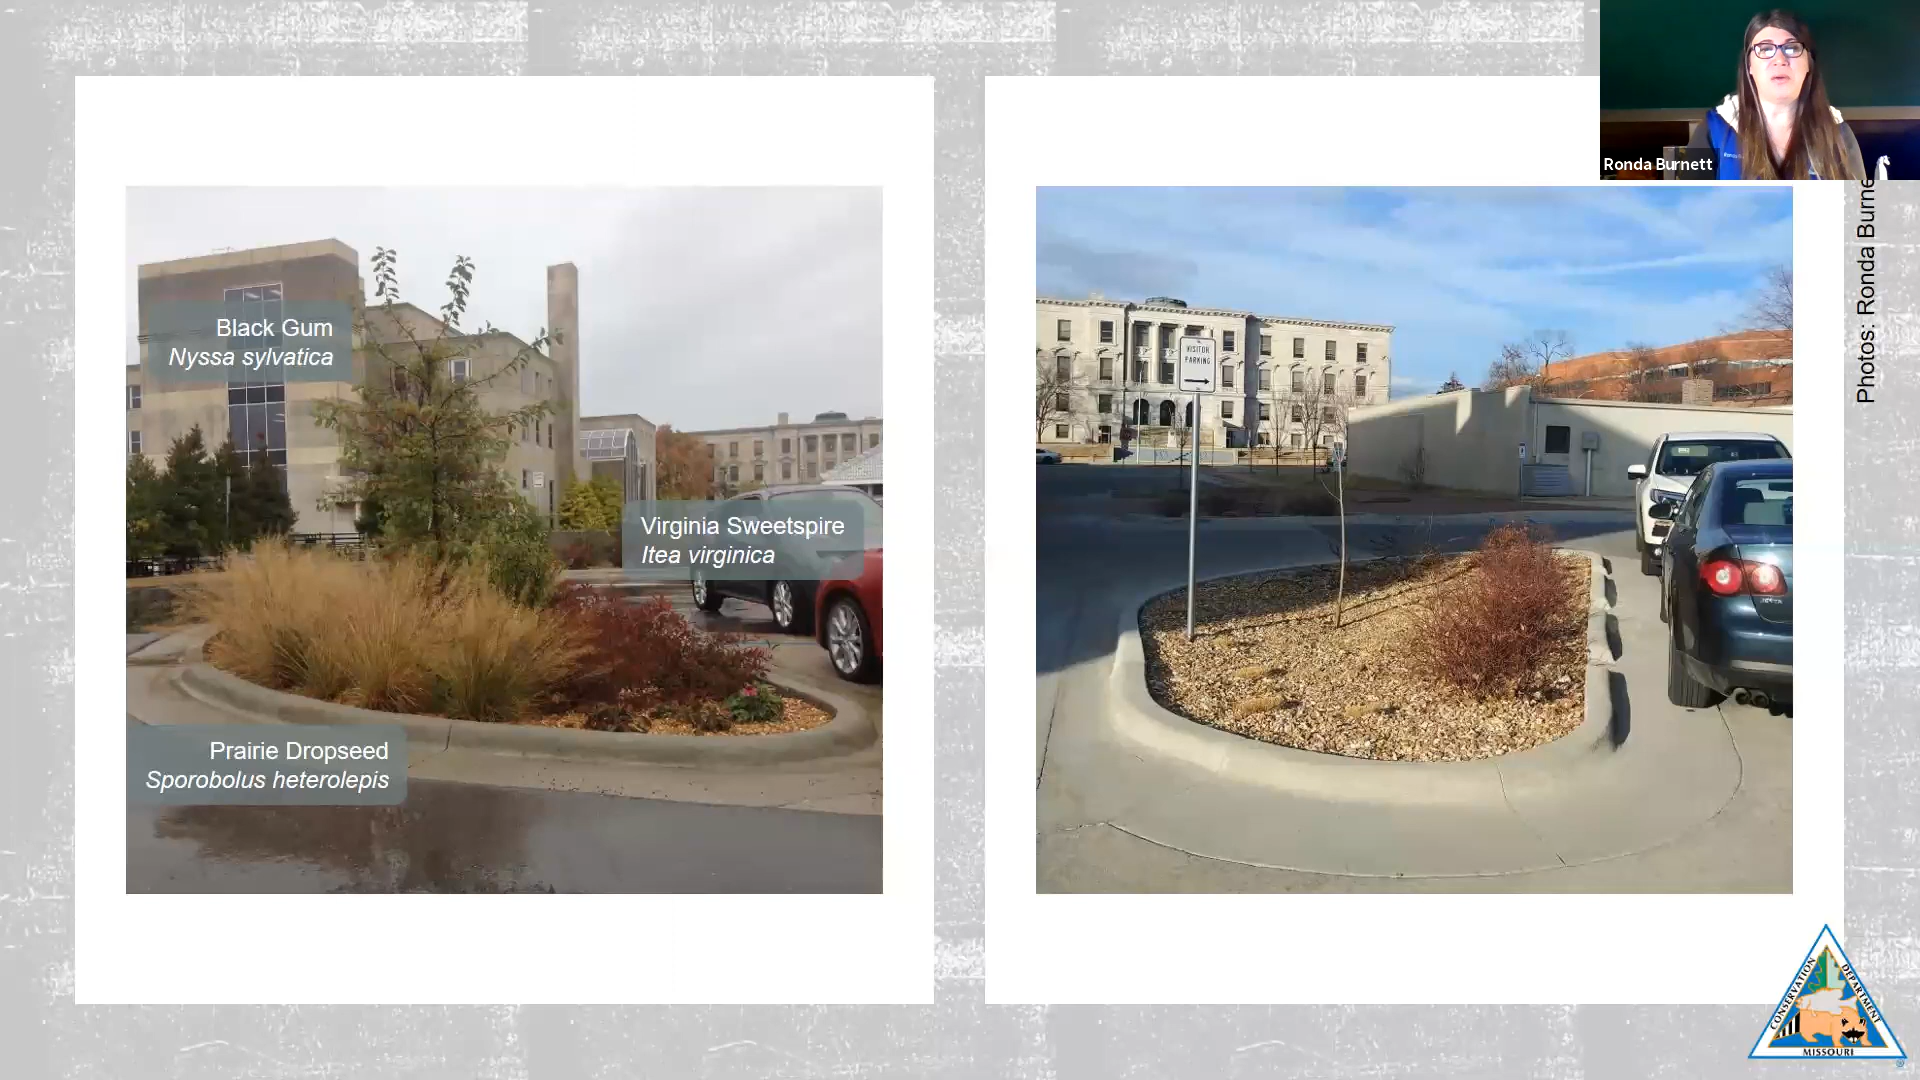 Black Gum
Nyssa sylvatica
Virginia Sweetspire
Itea virginica
Prairie Dropseed
Sporobolus heterolepis
VISITOR
PARKING
Ronda Burnett
Photos: Ronda Burne
CONSERVATION
DEPARTMENT
MISSOURI